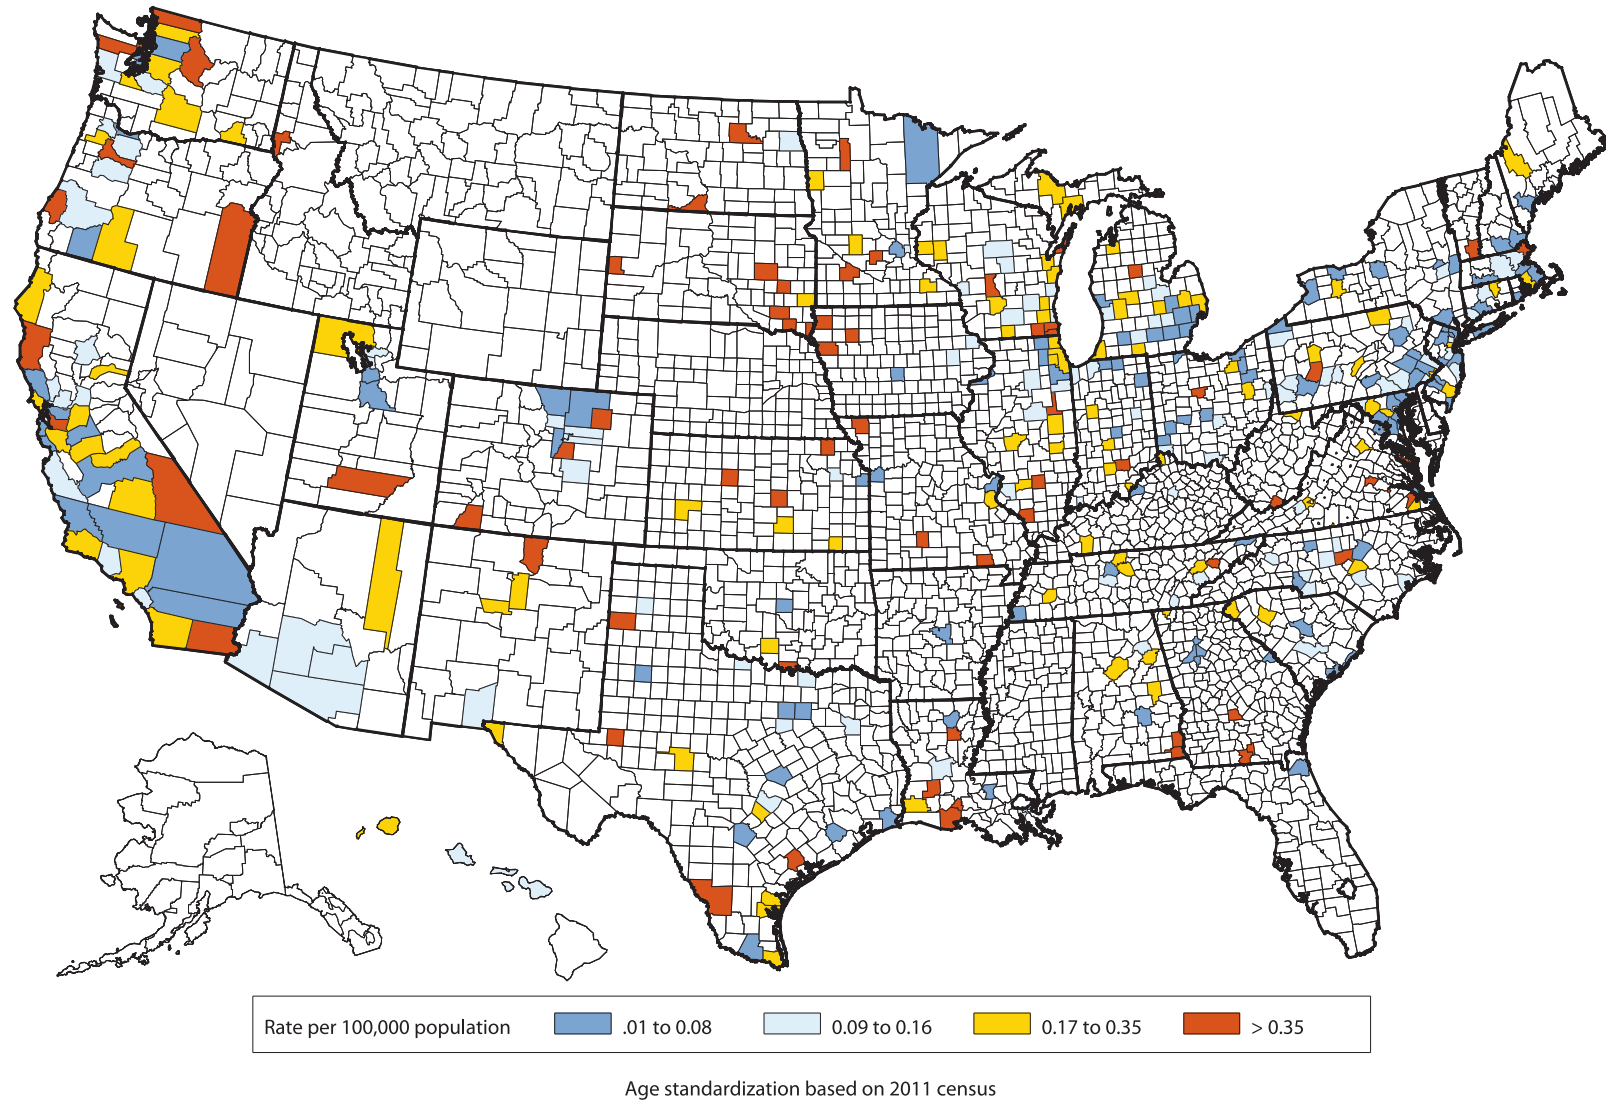 Rate per 100,000 population .01 to 0.08 0.09 to 0.16 0.17 to 0.35 > 0.35
Age standardization based on 2011 census